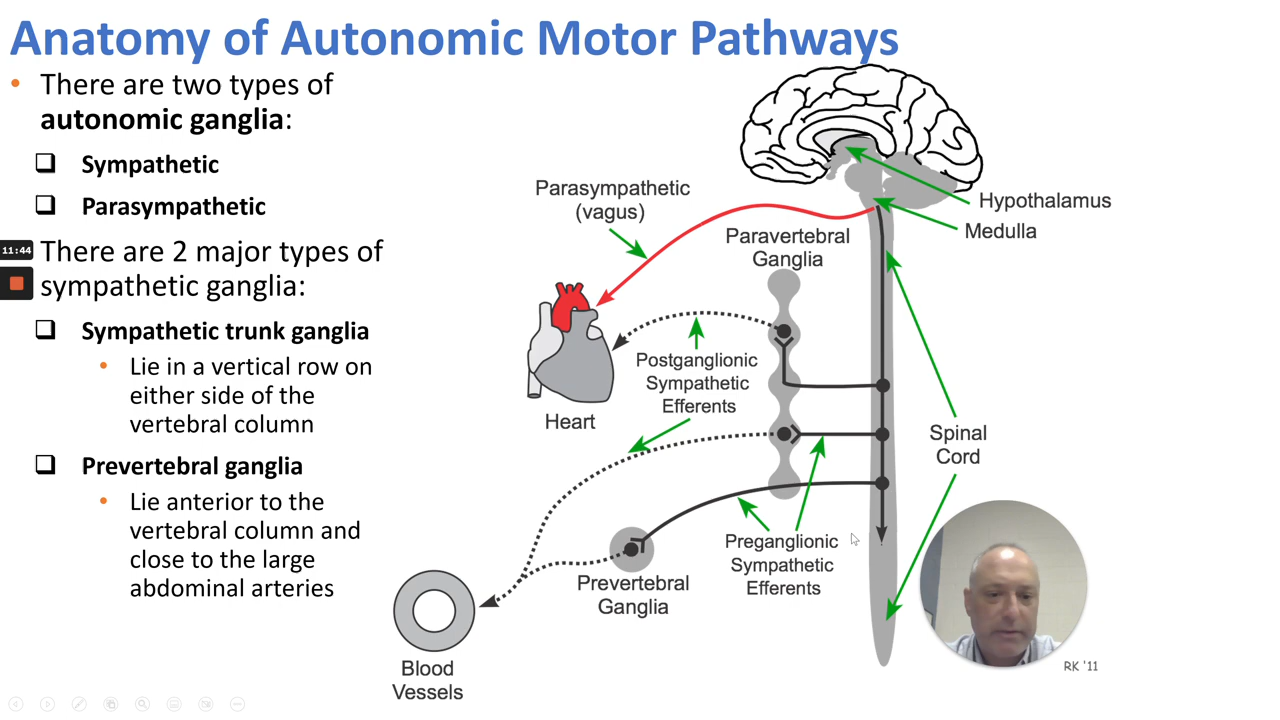 Anatomy of Autonomic Motor Pathways
There are two types of
autonomic ganglia:
Sympathetic
Parasympathetic
11:44
There are 2 major types of
sympathetic ganglia:
Sympathetic trunk ganglia
Lie in a vertical row on
either side of the
vertebral column
Prevertebral ganglia
Lie anterior to the
vertebral column and
close to the large
abdominal arteries
Parasympathetic
(vagus)
Paravertebral
Ganglia
Hypothalamus
Medulla
Postganglionic
Sympathetic
Efferents
Heart
Spinal
Cord
Preganglionic
Sympathetic
Efferents
Prevertebral
Ganglia
Blood
Vessels
RK '11